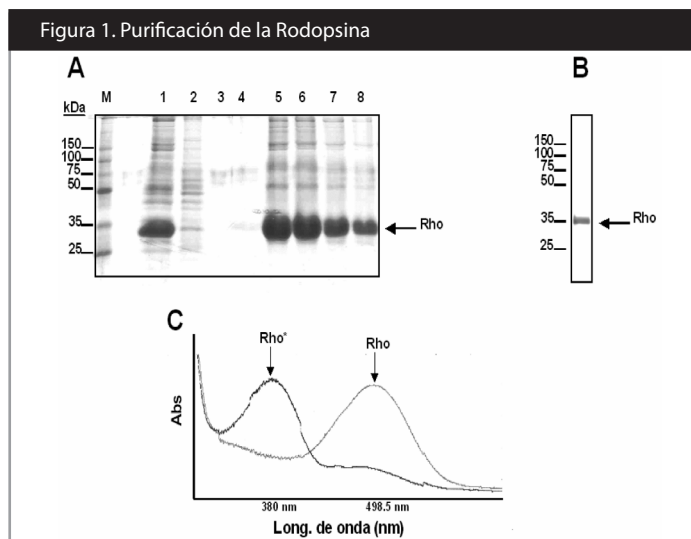 Figura 1. Purificación de la Rodopsina
A
B
kDa M 1 2 3 4 5 6 7 8
150
100
75
50
35
25
Rho
150
100
75
50
35
25
Rho
C
Rho*
Rho
Abs
380 nm 498.5 nm
Long. de onda (nm)